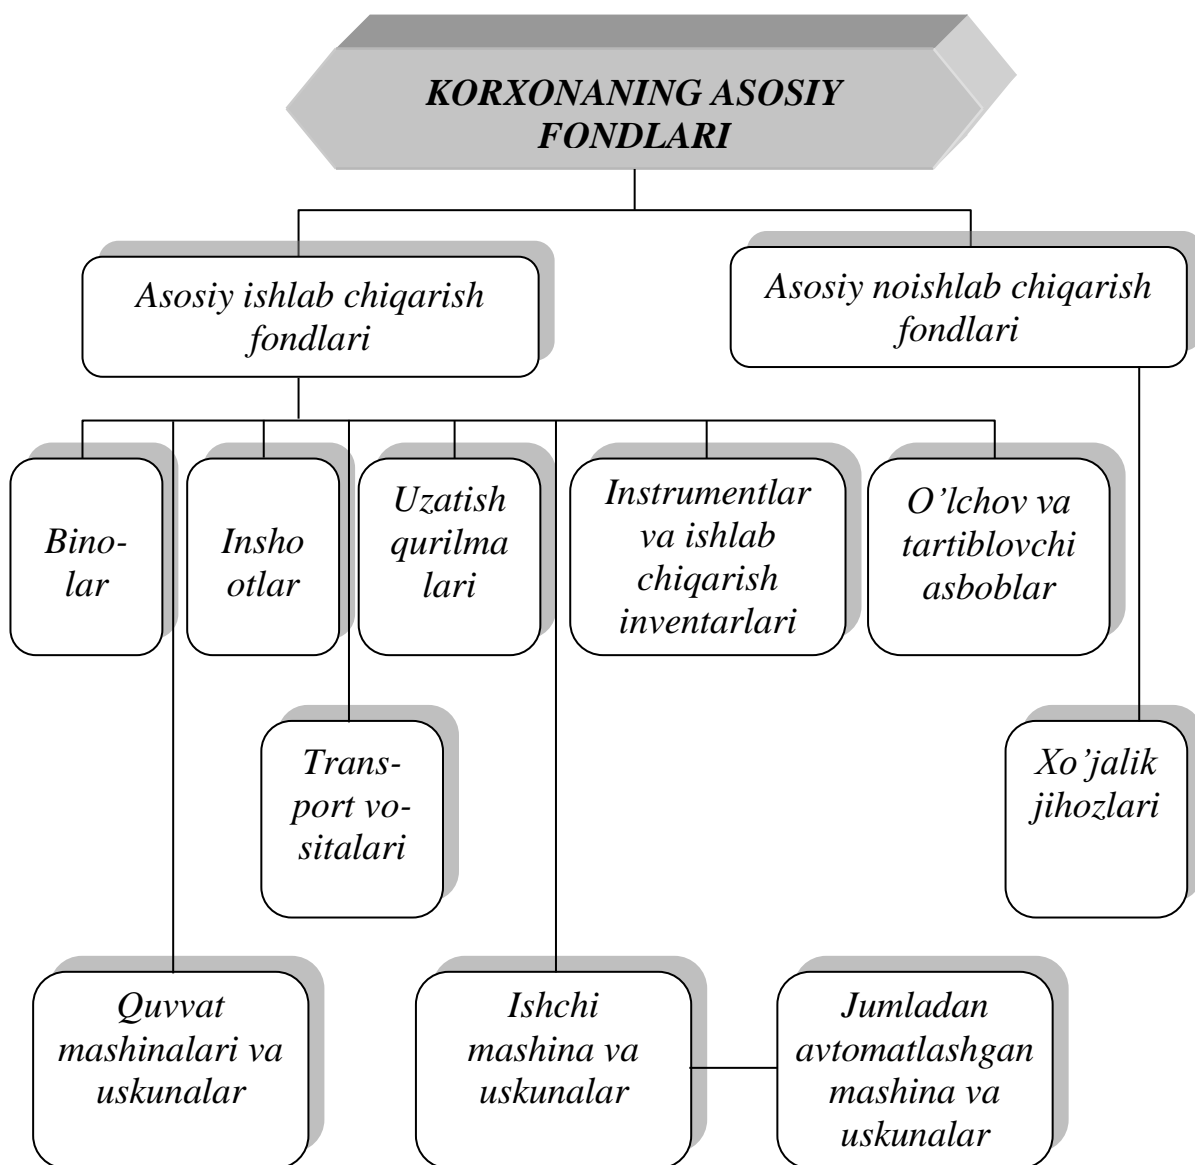 KORXONANING ASOSIY
FONDLARI
Asosiy ishlab chiqarish
fondlari
Asosiy noishlab chiqarish
fondlari
Bino-
lar
Insho
otlar
Uzatish
qurilma
lari
Instrumentlar
va ishlab
chiqarish
inventarlari
O’lchov va
tartiblovchi
asboblar
Trans-
port vo-
sitalari
Xo’jalik
jihozlari
Quvvat
mashinalari va
uskunalar
Ishchi
mashina va
uskunalar
Jumladan
avtomatlashgan
mashina va
uskunalar